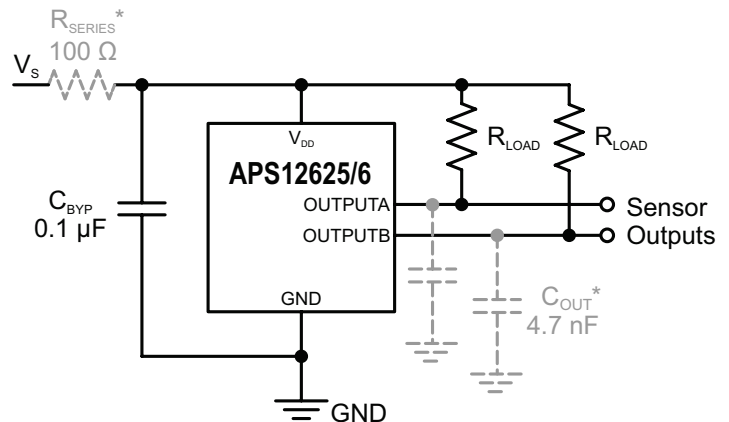 R_SERIES*
100 Ω
V_S
V_DD
APS12625/6
R_LOAD
R_LOAD
C_BYP
0.1 µF
OUTPUTA
OUTPUTB
Sensor
Outputs
GND
C_OUT*
4.7 nF
GND